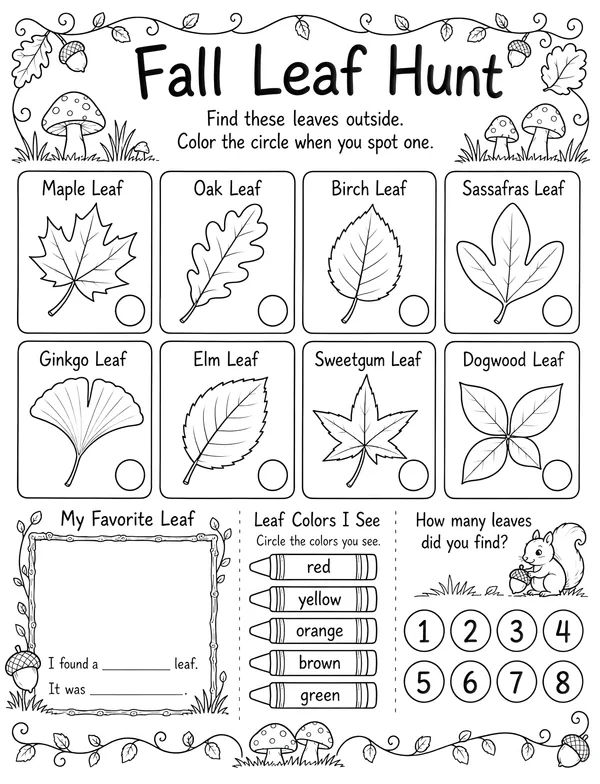 Fall Leaf Hunt
Find these leaves outside.
Color the circle when you spot one.
Maple Leaf
Oak Leaf
Birch Leaf
Sassafras Leaf
Ginkgo Leaf
Elm Leaf
Sweetgum Leaf
Dogwood Leaf
My Favorite Leaf
I found a __________ leaf.
It was ______________.
Leaf Colors I See
Circle the colors you see.
red
yellow
orange
brown
green
How many leaves
did you find?
1 2 3 4
5 6 7 8